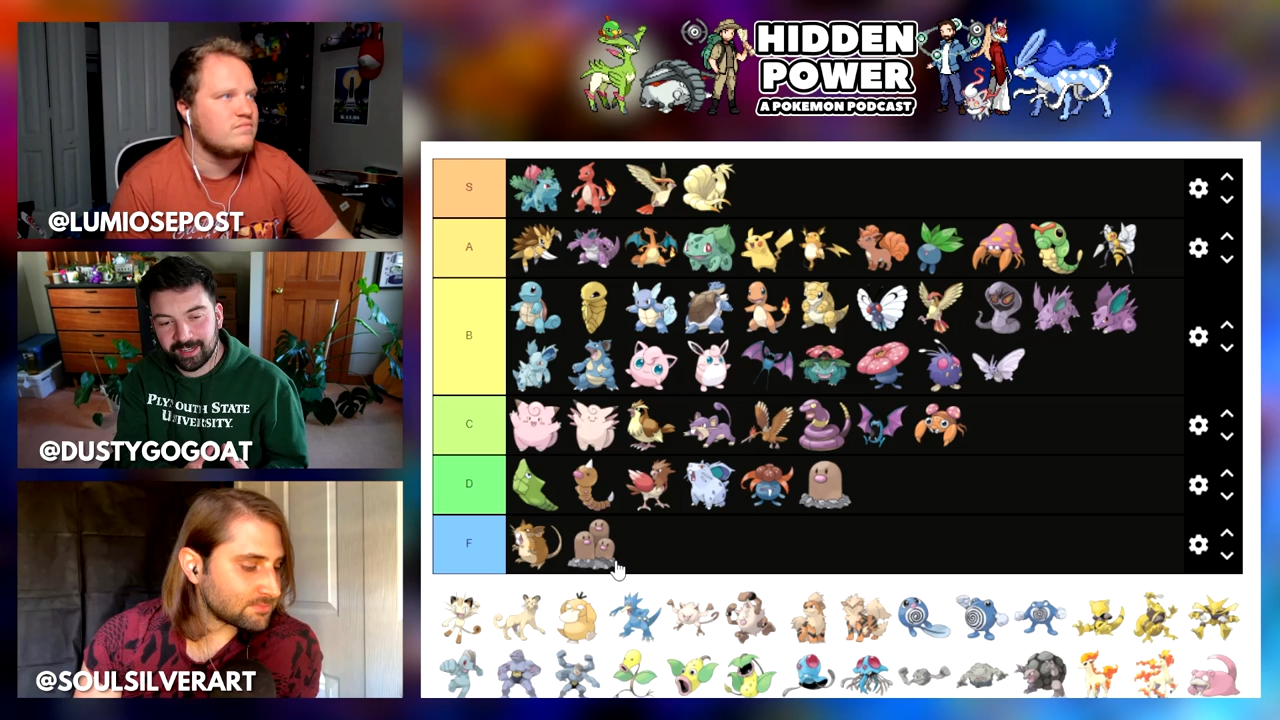 HIDDEN
POWER
A POKEMON PODCAST
@LUMIOSEPOST
PLYMOUTH STATE
UNIVERSITY.
@DUSTYGOGOAT
@SOULSILVERART
S
A
B
C
D
F